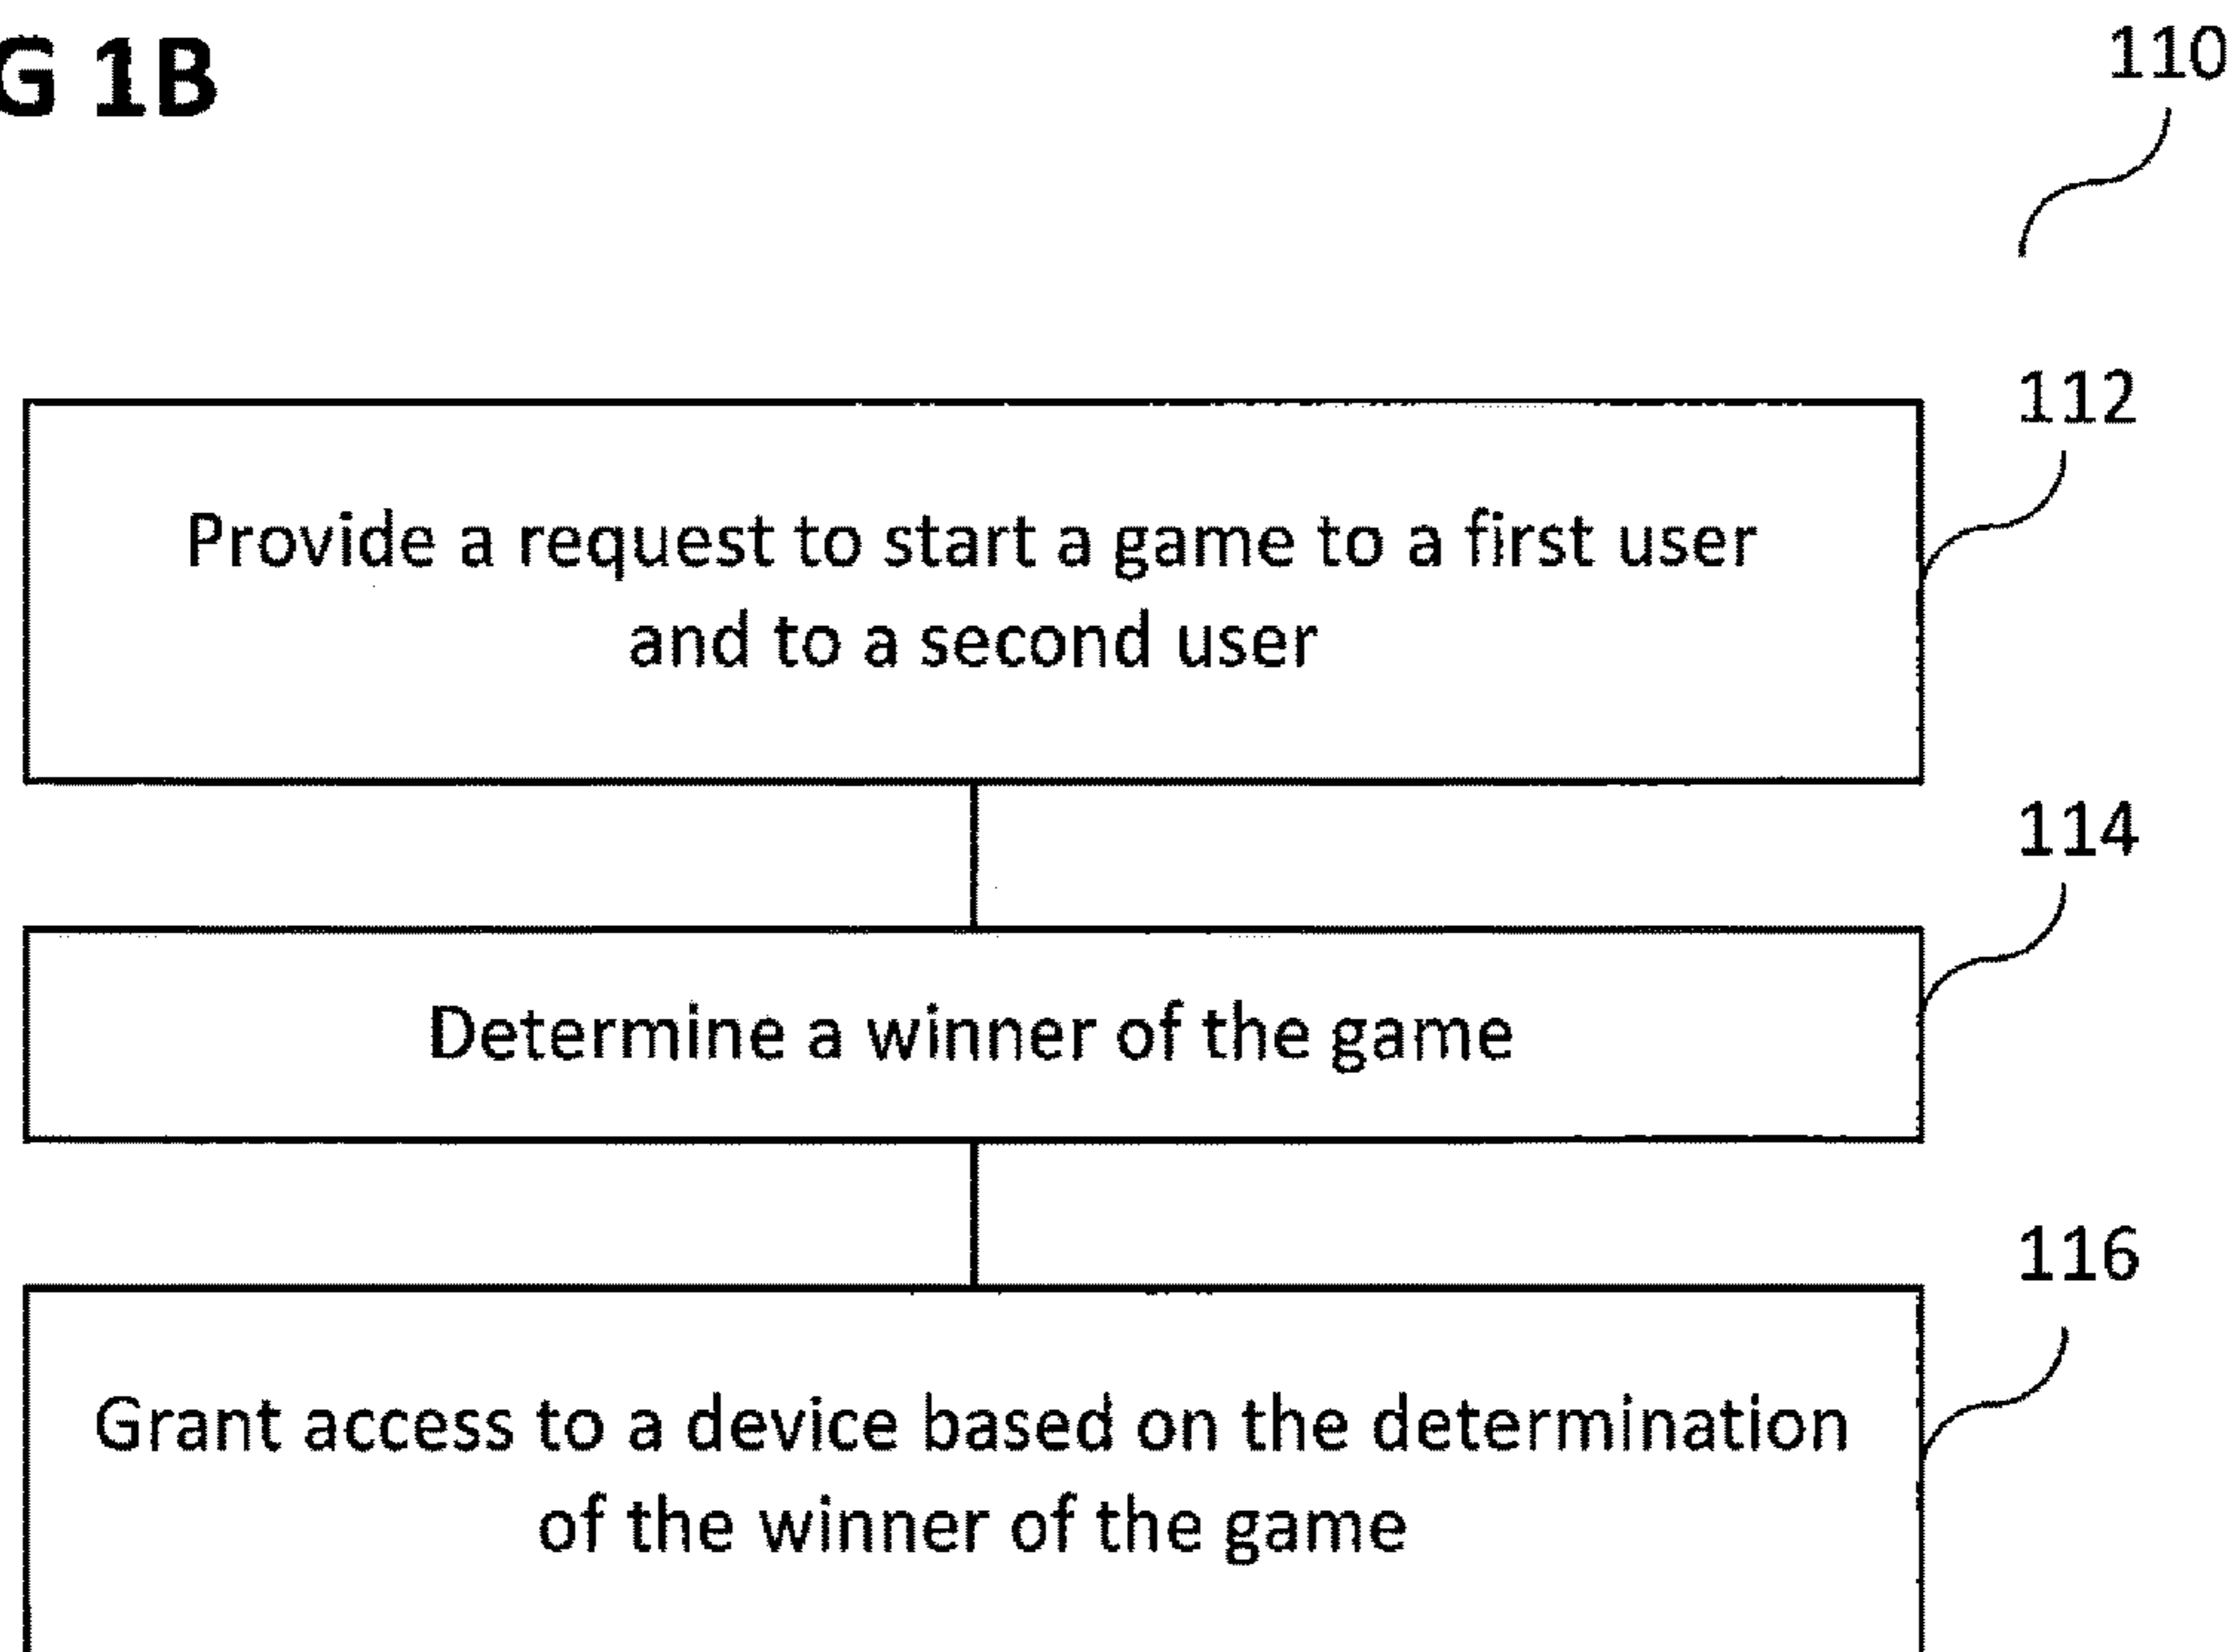 G 1B
110
112
Provide a request to start a game to a first user
and to a second user
114
Determine a winner of the game
116
Grant access to a device based on the determination
of the winner of the game